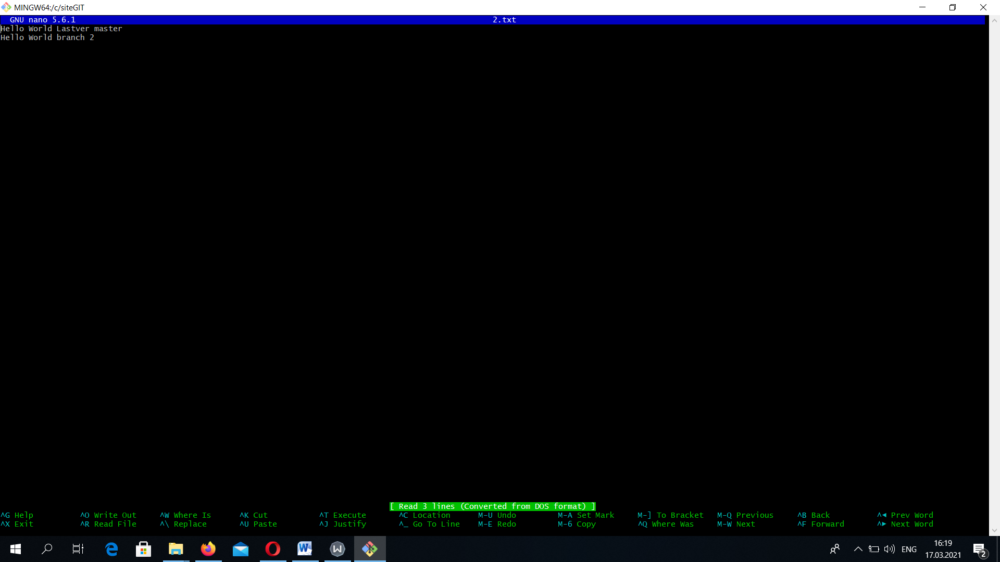 MINGW64:/c/siteGIT
GNU nano 5.6.1 2.txt
Hello World Lastver master
Hello World branch 2
[ Read 3 lines (Converted from DOS format) ]
^G Help ^O Write Out ^W Where Is ^K Cut ^T Execute ^C Location M-U Undo M-A Set Mark M-] To Bracket M-Q Previous ^B Back ^◄ Prev Word
^X Exit ^R Read File ^\ Replace ^U Paste ^J Justify ^_ Go To Line M-E Redo M-6 Copy ^Q Where Was M-W Next ^F Forward ^► Next Word
ENG
16:19
17.03.2021
2